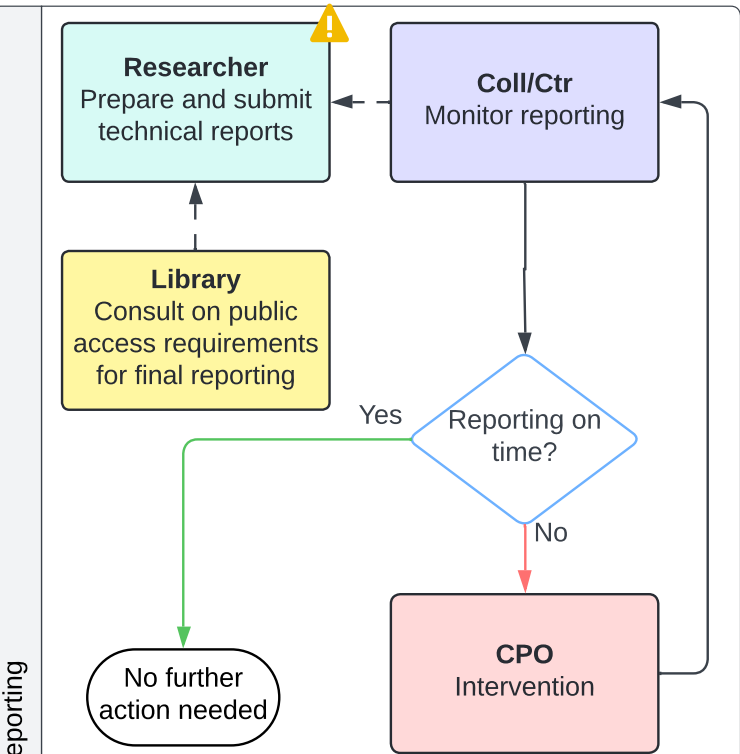 Researcher
Prepare and submit
technical reports
Coll/Ctr
Monitor reporting
Library
Consult on public
access requirements
for final reporting
Yes
Reporting on
time?
No
No further
action needed
CPO
Intervention